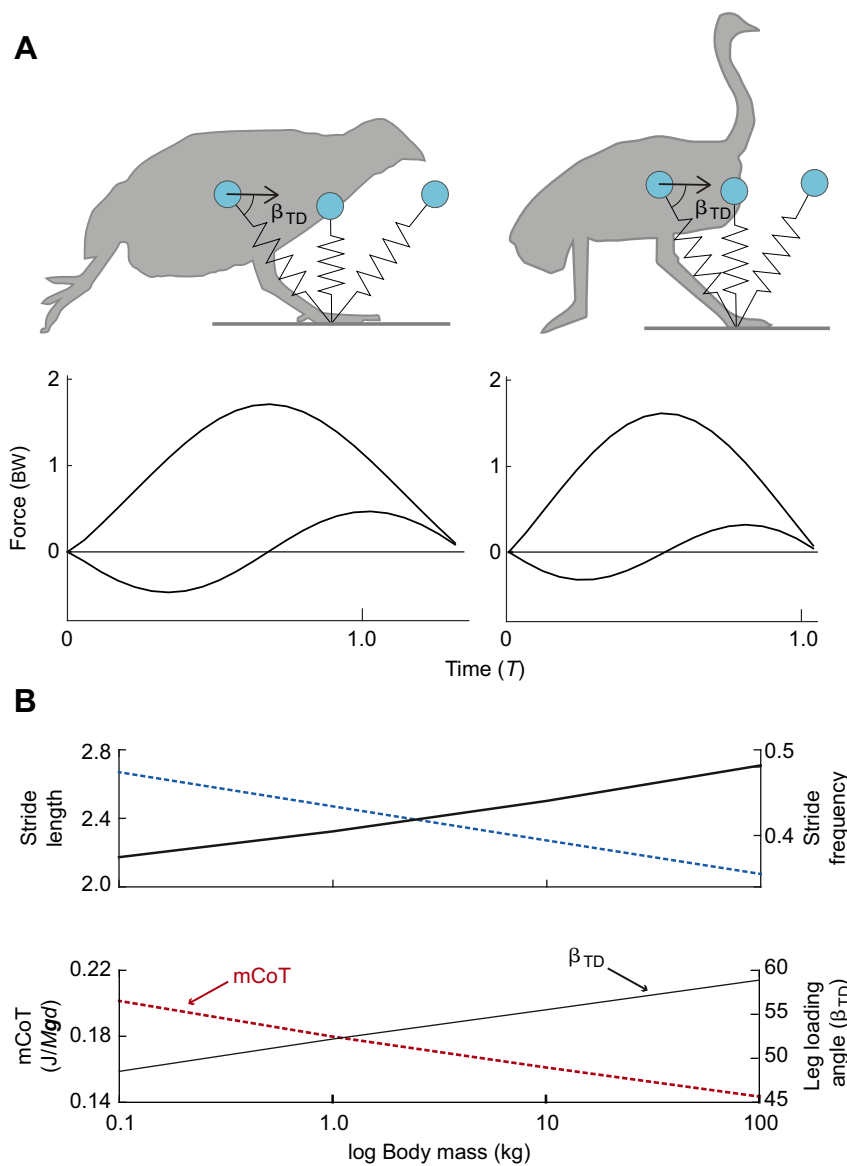 A
βTD
βTD
Force (BW)
2
1
0
0
1.0
2
1
0
0
1.0
Time (T)
B
Stride
length
2.8
2.4
2.0
0.5
0.4
Stride
frequency
mCoT
(J/Mgd)
0.22
0.18
0.14
mCoT
βTD
60
55
50
45
Leg loading
angle (βTD)
0.1
1.0
10
100
log Body mass (kg)